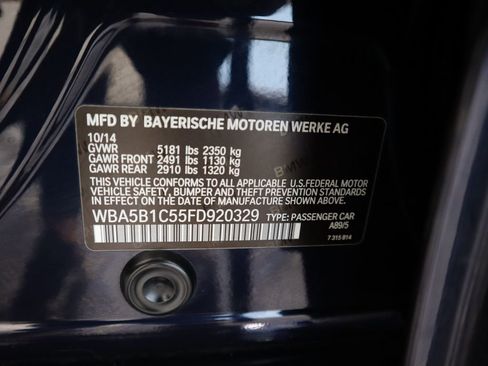 MFD BY BAYERISCHE MOTOREN WERKE AG
10/14
GVWR 5181 lbs 2350 kg
GAWR FRONT 2491 lbs 1130 kg
GAWR REAR 2910 lbs 1320 kg
THIS VEHICLE CONFORMS TO ALL APPLICABLE U.S.FEDERAL MOTOR
VEHICLE SAFETY, BUMPER AND THEFT PREVENTION STANDARDS
IN EFFECT ON THE DATE OF MANUFACTURE SHOWN ABOVE.
WBA5B1C55FD920329 TYPE: PASSENGER CAR
A89/5
7 315 814